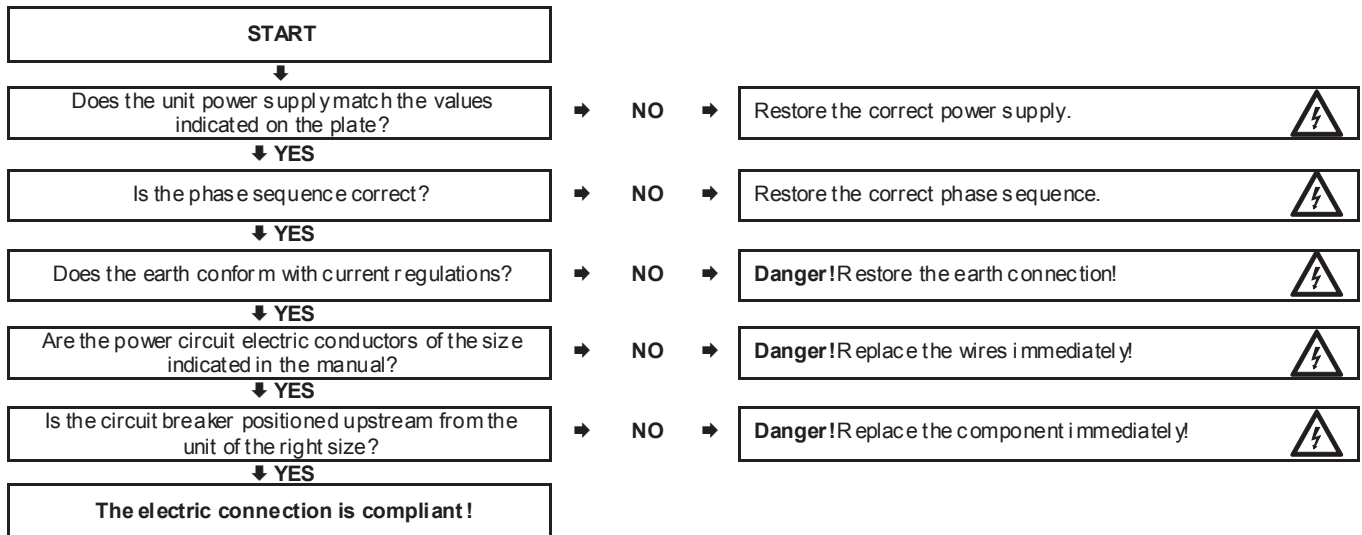 START
Does the unit power supply match the values
indicated on the plate?
NO
Restore the correct power supply.
YES
Is the phase sequence correct?
NO
Restore the correct phase sequence.
YES
Does the earth conform with current regulations?
NO
Danger! Restore the earth connection!
YES
Are the power circuit electric conductors of the size
indicated in the manual?
NO
Danger! Replace the wires immediately!
YES
Is the circuit breaker positioned upstream from the
unit of the right size?
NO
Danger! Replace the component immediately!
YES
The electric connection is compliant!